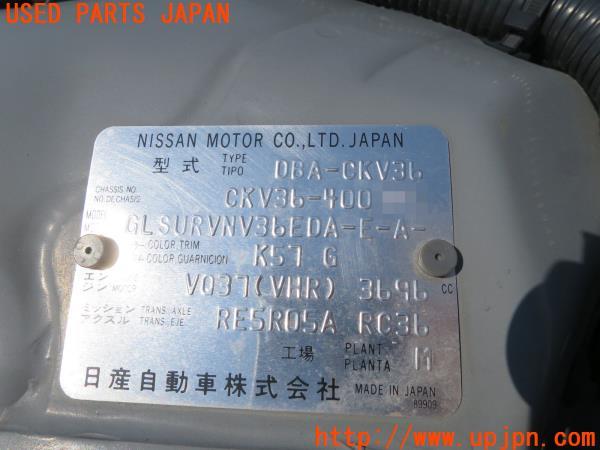 USED PARTS JAPAN
NISSAN MOTOR CO.,LTD. JAPAN
型式 TYPE TIPO DBA-CKV36
CHASSIS NO. NO.DECHASIS CKV36-400
MODEL GLSURVNV36EDA-E-A-
COLOR,TRIM COLOR,GUARNICION K57 G
エンジン MOTOR VQ37(VHR) 3696 CC
ミッション TRANS. AXLE
アクスル TRANS.EJE. RE5R05A RC36
工場 PLANT PLANTA M
日産自動車株式会社 MADE IN JAPAN
89909
http://www.upjpn.com/